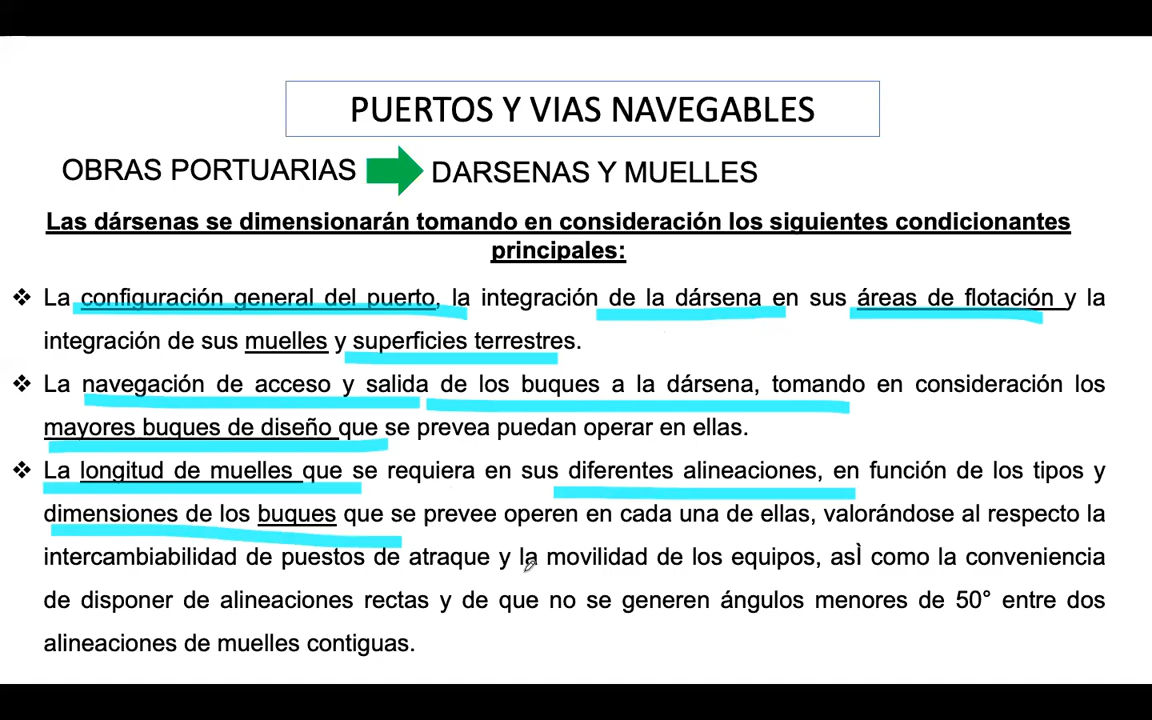 PUERTOS Y VIAS NAVEGABLES
OBRAS PORTUARIAS DARSENAS Y MUELLES
Las dársenas se dimensionarán tomando en consideración los siguientes condicionantes
principales:
❖ La configuración general del puerto, la integración de la dársena en sus áreas de flotación y la
integración de sus muelles y superficies terrestres.
❖ La navegación de acceso y salida de los buques a la dársena, tomando en consideración los
mayores buques de diseño que se prevea puedan operar en ellas.
❖ La longitud de muelles que se requiera en sus diferentes alineaciones, en función de los tipos y
dimensiones de los buques que se prevee operen en cada una de ellas, valorándose al respecto la
intercambiabilidad de puestos de atraque y la movilidad de los equipos, asÌ como la conveniencia
de disponer de alineaciones rectas y de que no se generen ángulos menores de 50° entre dos
alineaciones de muelles contiguas.